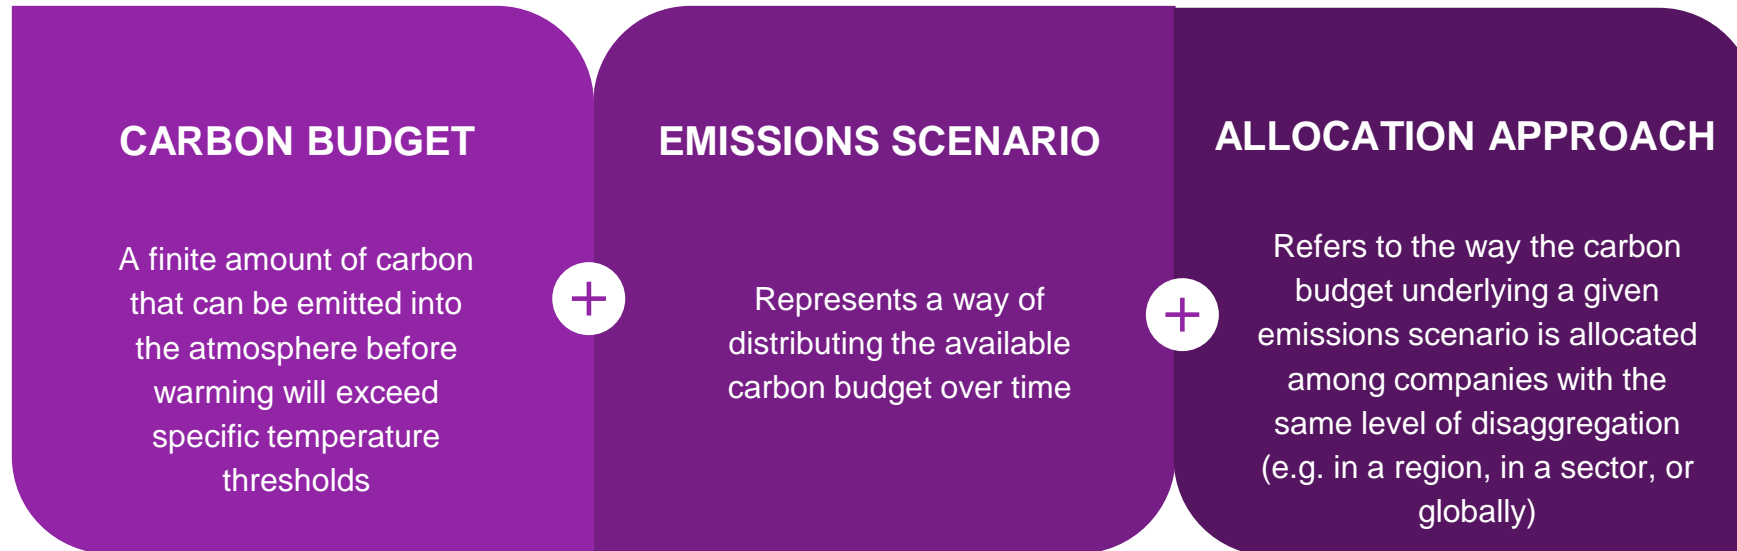 CARBON BUDGET
A finite amount of carbon
that can be emitted into
the atmosphere before
warming will exceed
specific temperature
thresholds
+
EMISSIONS SCENARIO
Represents a way of
distributing the available
carbon budget over time
+
ALLOCATION APPROACH
Refers to the way the carbon
budget underlying a given
emissions scenario is allocated
among companies with the
same level of disaggregation
(e.g. in a region, in a sector, or
globally)